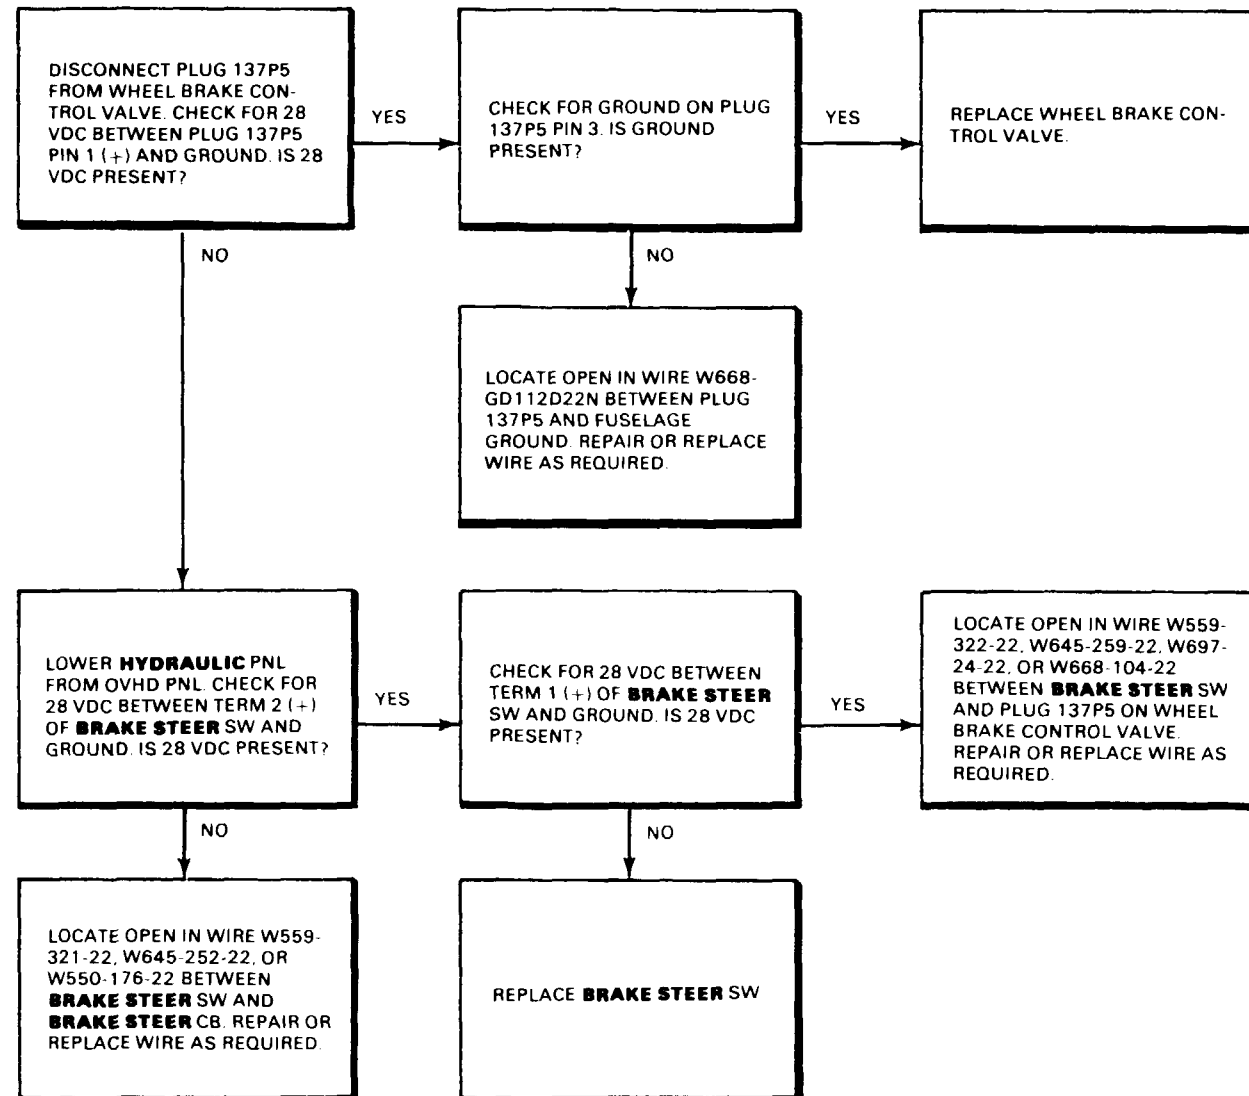 DISCONNECT PLUG 137P5
FROM WHEEL BRAKE CON-
TROL VALVE. CHECK FOR 28
VDC BETWEEN PLUG 137P5
PIN 1 (+) AND GROUND. IS 28
VDC PRESENT?
YES
CHECK FOR GROUND ON PLUG
137P5 PIN 3. IS GROUND
PRESENT?
YES
REPLACE WHEEL BRAKE CON-
TROL VALVE.
NO
NO
LOCATE OPEN IN WIRE W668-
GD112D22N BETWEEN PLUG
137P5 AND FUSELAGE
GROUND. REPAIR OR REPLACE
WIRE AS REQUIRED.
LOWER HYDRAULIC PNL
FROM OVHD PNL. CHECK FOR
28 VDC BETWEEN TERM 2 (+)
OF BRAKE STEER SW AND
GROUND. IS 28 VDC PRESENT?
YES
CHECK FOR 28 VDC BETWEEN
TERM 1 (+) OF BRAKE STEER
SW AND GROUND. IS 28 VDC
PRESENT?
YES
LOCATE OPEN IN WIRE W559-
322-22, W645-259-22, W697-
24-22, OR W668-104-22
BETWEEN BRAKE STEER SW
AND PLUG 137P5 ON WHEEL
BRAKE CONTROL VALVE.
REPAIR OR REPLACE WIRE AS
REQUIRED.
NO
NO
LOCATE OPEN IN WIRE W559-
321-22, W645-252-22, OR
W550-176-22 BETWEEN
BRAKE STEER SW AND
BRAKE STEER CB. REPAIR OR
REPLACE WIRE AS REQUIRED.
REPLACE BRAKE STEER SW